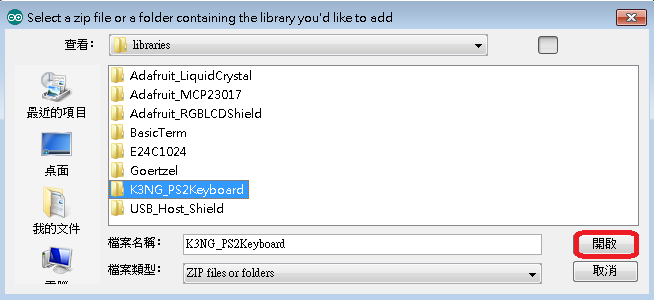 Select a zip file or a folder containing the library you'd like to add
查看：
libraries
最近的項目
桌面
我的文件
Adafruit_LiquidCrystal
Adafruit_MCP23017
Adafruit_RGBLCDShield
BasicTerm
E24C1024
Goertzel
K3NG_PS2Keyboard
USB_Host_Shield
檔案名稱：
K3NG_PS2Keyboard
開啟
檔案類型：
ZIP files or folders
取消